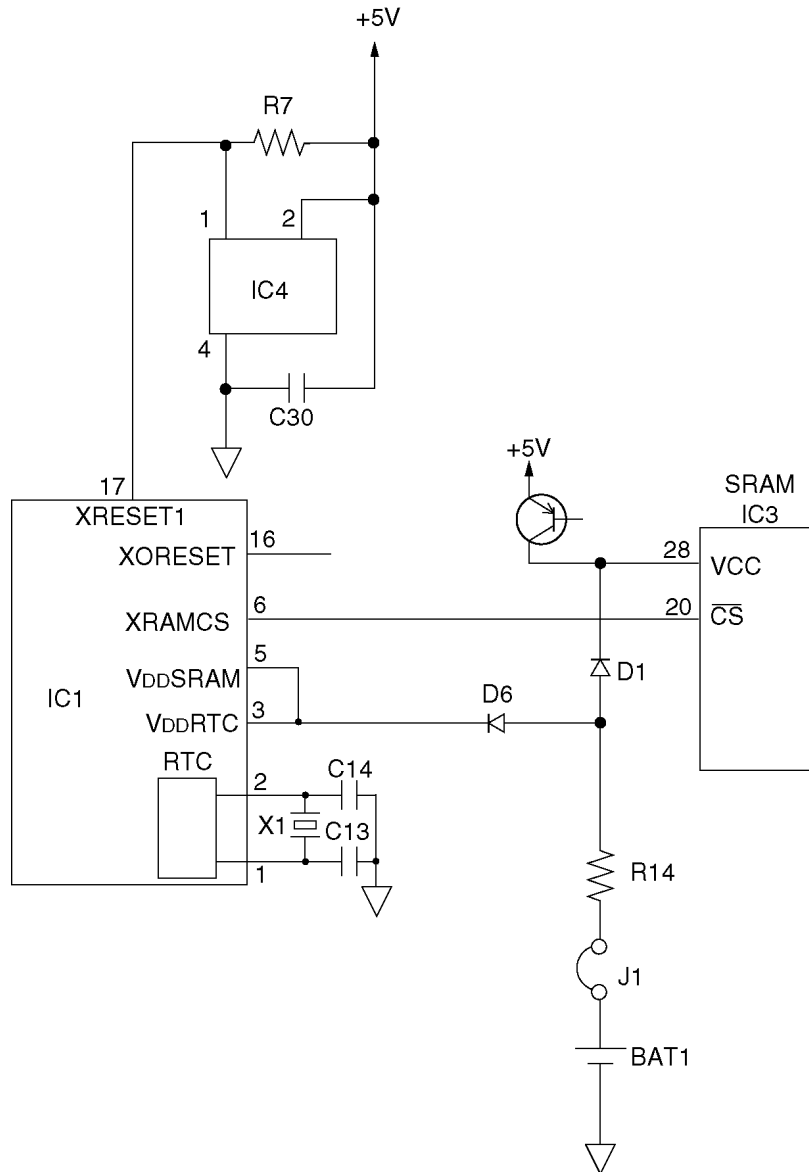 +5V
R7
1
2
IC4
4
C30
17
XRESET1
+5V
SRAM
IC3
XORESET
16
28
VCC
XRAMCS
6
20
CS
5
VDDSRAM
D1
IC1
D6
VDDRTC
3
RTC
2
C14
X1
C13
1
R14
J1
BAT1